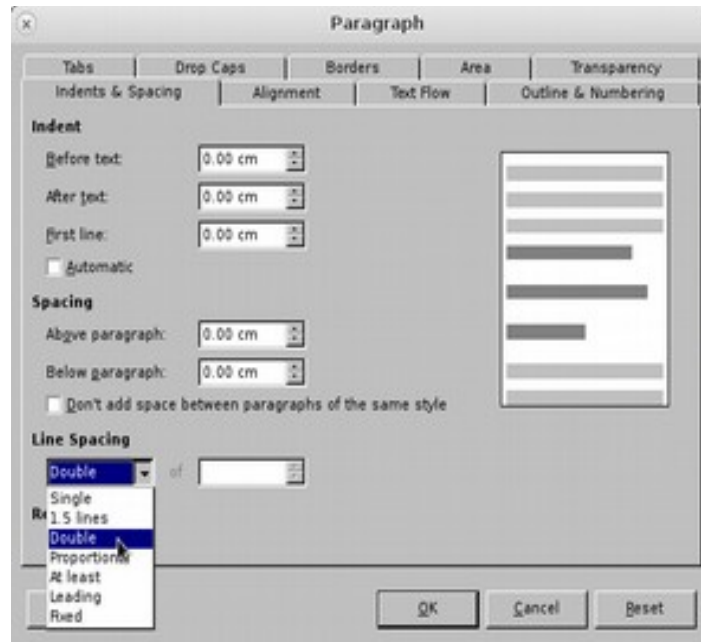 Paragraph
Tabs Drop Caps Borders Area Transparency
Indents & Spacing Alignment Text Flow Outline & Numbering
Indent
Before text: 0.00 cm
After text: 0.00 cm
First line: 0.00 cm
Automatic
Spacing
Above paragraph: 0.00 cm
Below paragraph: 0.00 cm
Don't add space between paragraphs of the same style
Line Spacing
Double of
Single
1.5 lines
Double
Proportional
At least
Leading
Fixed
OK Cancel Reset